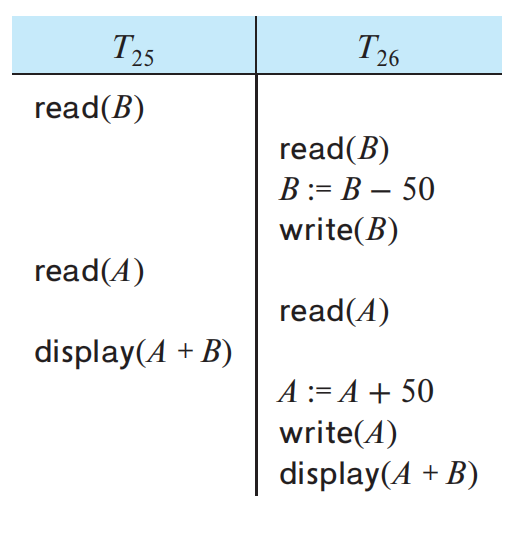 T25 T26
read(B)
read(B)
B := B – 50
write(B)
read(A)
read(A)
display(A + B)
A := A + 50
write(A)
display(A + B)